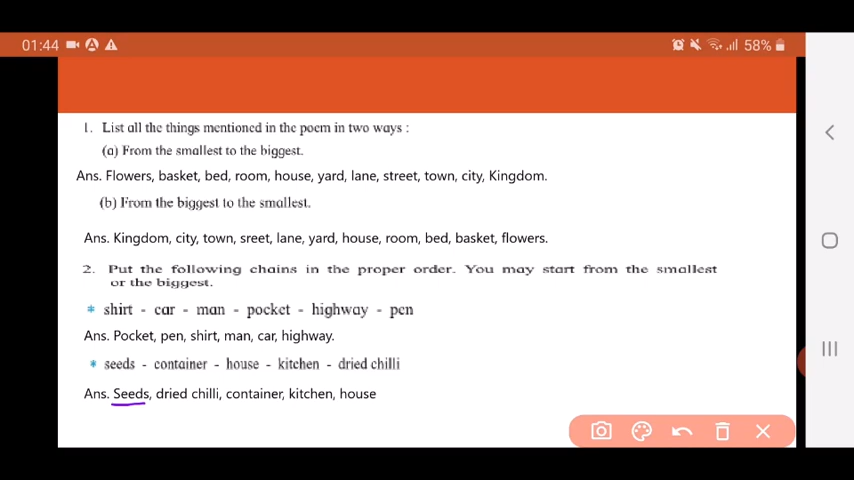 01:44 58%
1. List all the things mentioned in the poem in two ways :
(a) From the smallest to the biggest.
Ans. Flowers, basket, bed, room, house, yard, lane, street, town, city, Kingdom.
(b) From the biggest to the smallest.
Ans. Kingdom, city, town, sreet, lane, yard, house, room, bed, basket, flowers.
2. Put the following chains in the proper order. You may start from the smallest
or the biggest.
* shirt - car - man - pocket - highway - pen
Ans. Pocket, pen, shirt, man, car, highway.
* seeds - container - house - kitchen - dried chilli
Ans. Seeds, dried chilli, container, kitchen, house